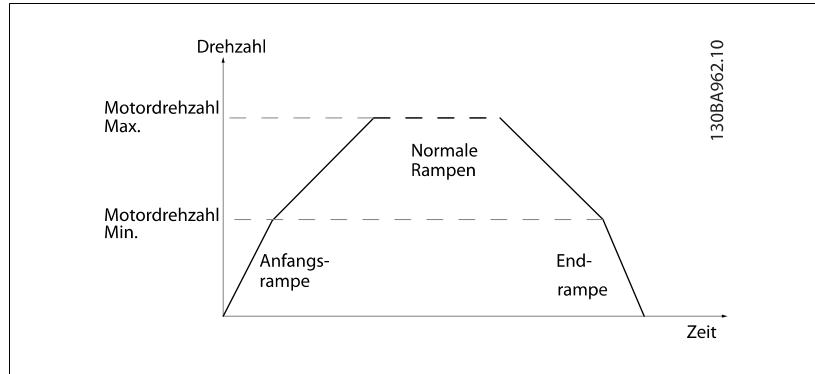 Drehzahl
130BA962.10
Motordrehzahl
Max.
Normale
Rampen
Motordrehzahl
Min.
Anfangs-
rampe
End-
rampe
Zeit